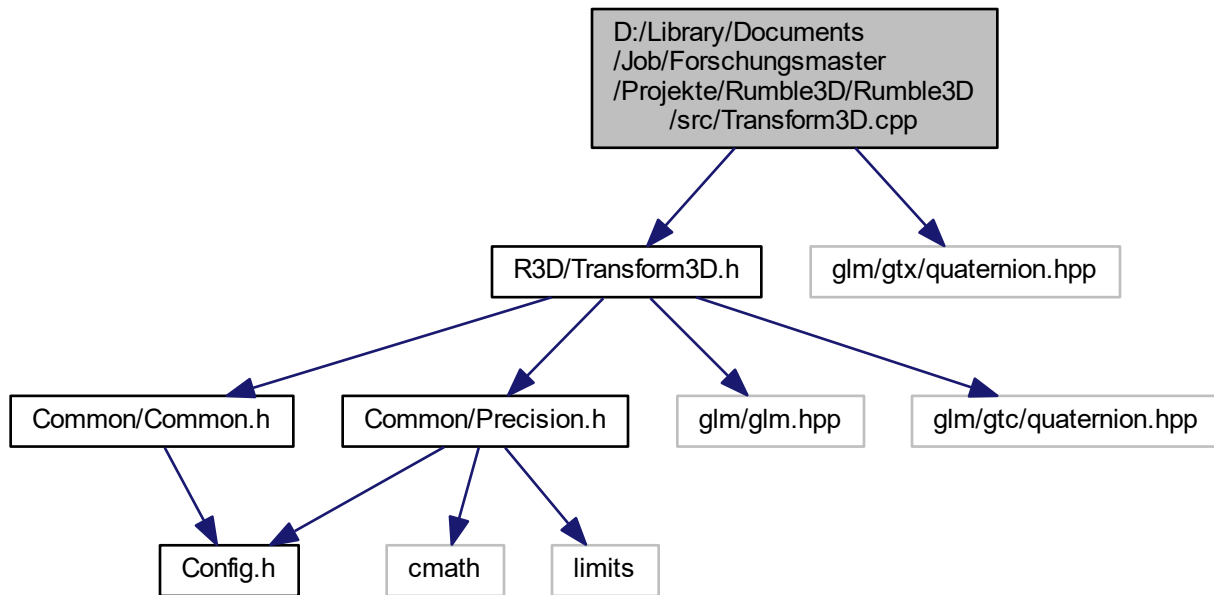 D:/Library/Documents
/Job/Forschungsmaster
/Projekte/Rumble3D/Rumble3D
/src/Transform3D.cpp
R3D/Transform3D.h
glm/gtx/quaternion.hpp
Common/Common.h
Common/Precision.h
glm/glm.hpp
glm/gtc/quaternion.hpp
Config.h
cmath
limits